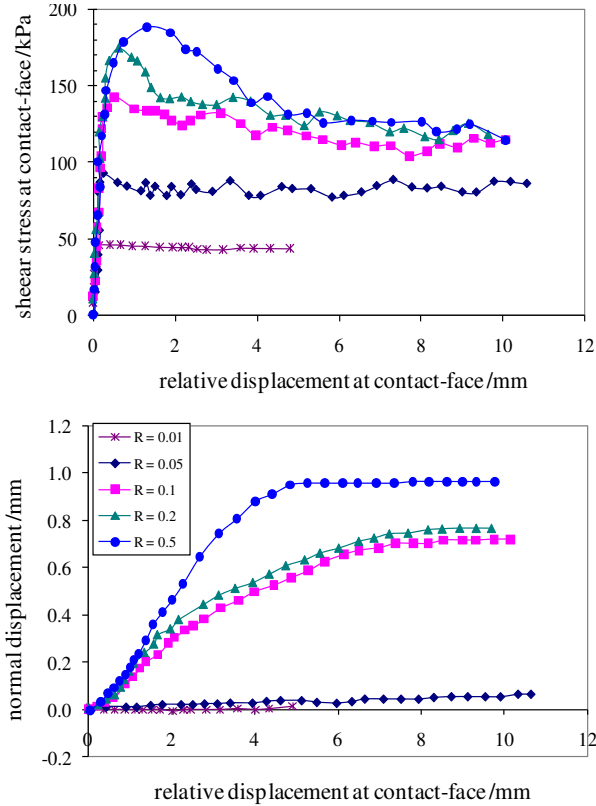 200
150
100
50
0
shear stress at contact-face/kPa
0 2 4 6 8 10 12
relative displacement at contact-face/mm
1.2
1.0
0.8
0.6
0.4
0.2
0.0
-0.2
normal displacement/mm
R = 0.01
R = 0.05
R = 0.1
R = 0.2
R = 0.5
0 2 4 6 8 10 12
relative displacement at contact-face/mm